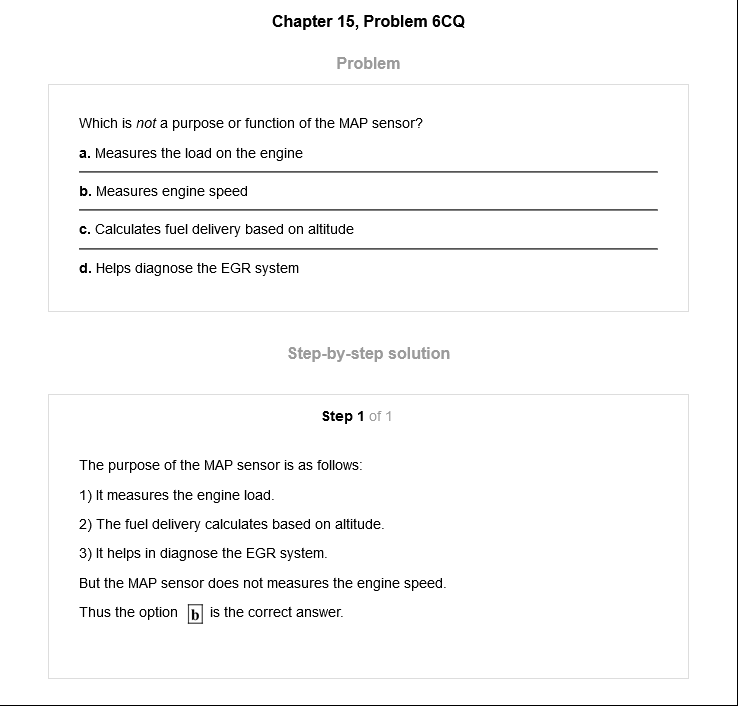 Chapter 15, Problem 6CQ
Problem
Which is not a purpose or function of the MAP sensor?
a. Measures the load on the engine
b. Measures engine speed
c. Calculates fuel delivery based on altitude
d. Helps diagnose the EGR system
Step-by-step solution
Step 1 of 1
The purpose of the MAP sensor is as follows:
1) It measures the engine load.
2) The fuel delivery calculates based on altitude.
3) It helps in diagnose the EGR system.
But the MAP sensor does not measures the engine speed.
Thus the option b is the correct answer.